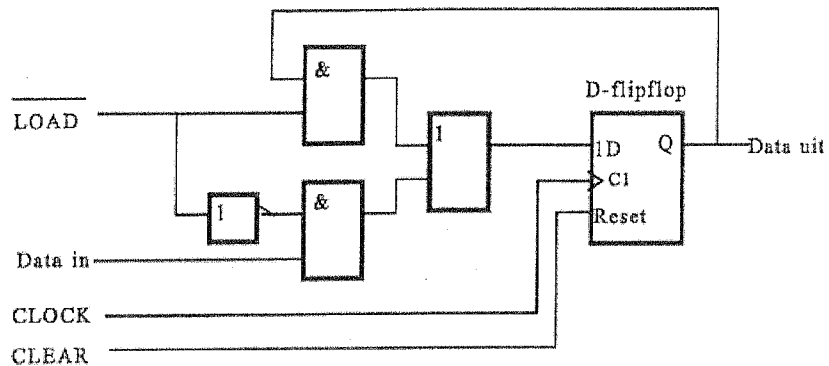 &
D-flipflop
LOAD
1
1D
Q
Data uit
C1
&
1
Reset
Data in
CLOCK
CLEAR